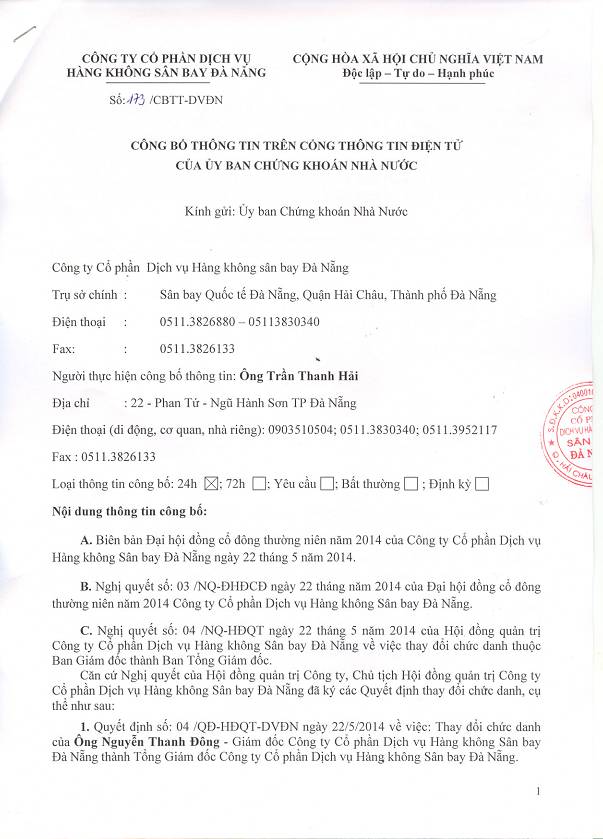 CÔNG TY CỔ PHẦN DỊCH VỤ
HÀNG KHÔNG SÂN BAY ĐÀ NẴNG
CỘNG HÒA XÃ HỘI CHỦ NGHĨA VIỆT NAM
Độc lập – Tự do – Hạnh phúc
Số: 173 /CBTT-DVĐN
CÔNG BỐ THÔNG TIN TRÊN CỔNG THÔNG TIN ĐIỆN TỬ
CỦA ỦY BAN CHỨNG KHOÁN NHÀ NƯỚC
Kính gửi: Ủy ban Chứng khoán Nhà Nước
Công ty Cổ phần Dịch vụ Hàng không sân bay Đà Nẵng
Trụ sở chính : Sân bay Quốc tế Đà Nẵng, Quận Hải Châu, Thành phố Đà Nẵng
Điện thoại : 0511.3826880 – 05113830340
Fax: : 0511.3826133
Người thực hiện công bố thông tin: Ông Trần Thanh Hải
Địa chỉ : 22 - Phan Tứ - Ngũ Hành Sơn TP Đà Nẵng
Điện thoại (di động, cơ quan, nhà riêng): 0903510504; 0511.3830340; 0511.3952117
Fax : 0511.3826133
Loại thông tin công bố: 24h ☒; 72h ☐; Yêu cầu ☐; Bất thường ☐ ; Định kỳ ☐
Nội dung thông tin công bố:
A. Biên bản Đại hội đồng cổ đông thường niên năm 2014 của Công ty Cổ phần Dịch vụ
Hàng không Sân bay Đà Nẵng ngày 22 tháng 5 năm 2014.
B. Nghị quyết số: 03 /NQ-ĐHĐCĐ ngày 22 tháng năm 2014 của Đại hội đồng cổ đông
thường niên năm 2014 Công ty Cổ phần Dịch vụ Hàng không Sân bay Đà Nẵng.
C. Nghị quyết số: 04 /NQ-HĐQT ngày 22 tháng 5 năm 2014 của Hội đồng quản trị
Công ty Cổ phần Dịch vụ Hàng không Sân bay Đà Nẵng về việc thay đổi chức danh thuộc
Ban Giám đốc thành Ban Tổng Giám đốc.
Căn cứ Nghị quyết của Hội đồng quản trị Công ty, Chủ tịch Hội đồng quản trị Công ty
Cổ phần Dịch vụ Hàng không Sân bay Đà Nẵng đã ký các Quyết định thay đổi chức danh, cụ
thể như sau:
1. Quyết định số: 04 /QĐ-HĐQT-DVĐN ngày 22/5/2014 về việc: Thay đổi chức danh
của Ông Nguyễn Thanh Đông - Giám đốc Công ty Cổ phần Dịch vụ Hàng không Sân bay
Đà Nẵng thành Tổng Giám đốc Công ty Cổ phần Dịch vụ Hàng không Sân bay Đà Nẵng.
1